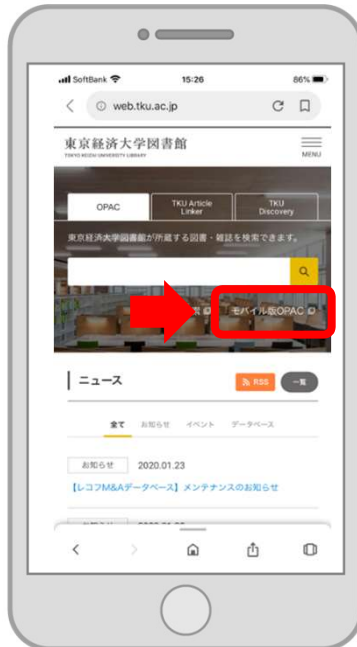 SoftBank 15:26 86%
web.tku.ac.jp
東京経済大学図書館
TOKYO KEIZAI UNIVERSITY LIBRARY
MENU
OPAC
TKU Article Linker
TKU Discovery
東京経済大学図書館が所蔵する図書・雑誌を検索できます。
モバイル版OPAC
ニュース
RSS
一覧
全て お知らせ イベント データベース
お知らせ 2020.01.23
【レコフM&Aデータベース】メンテナンスのお知らせ